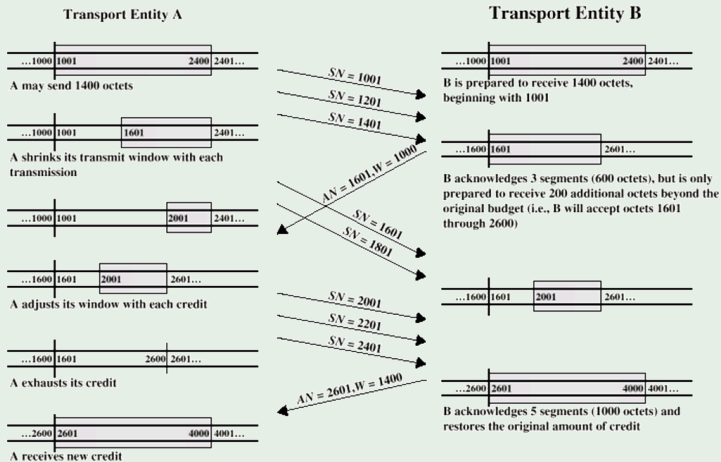 Transport Entity A
Transport Entity B
...1000 1001 2400 2401...
A may send 1400 octets
...1000 1001 1601 2401...
A shrinks its transmit window with each
transmission
...1000 1001 2001 2401...
...1600 1601 2001 2601...
A adjusts its window with each credit
...1600 1601 2600 2601...
A exhausts its credit
...2600 2601 4000 4001...
A receives new credit
SN = 1001
SN = 1201
SN = 1401
AN = 1601,W = 1000
SN = 1601
SN = 1801
SN = 2001
SN = 2201
SN = 2401
AN = 2601,W = 1400
...1000 1001 2400 2401...
B is prepared to receive 1400 octets,
beginning with 1001
...1600 1601 2601...
B acknowledges 3 segments (600 octets), but is only
prepared to receive 200 additional octets beyond the
original budget (i.e., B will accept octets 1601
through 2600)
...1600 1601 2001 2601...
...2600 2601 4000 4001...
B acknowledges 5 segments (1000 octets) and
restores the original amount of credit